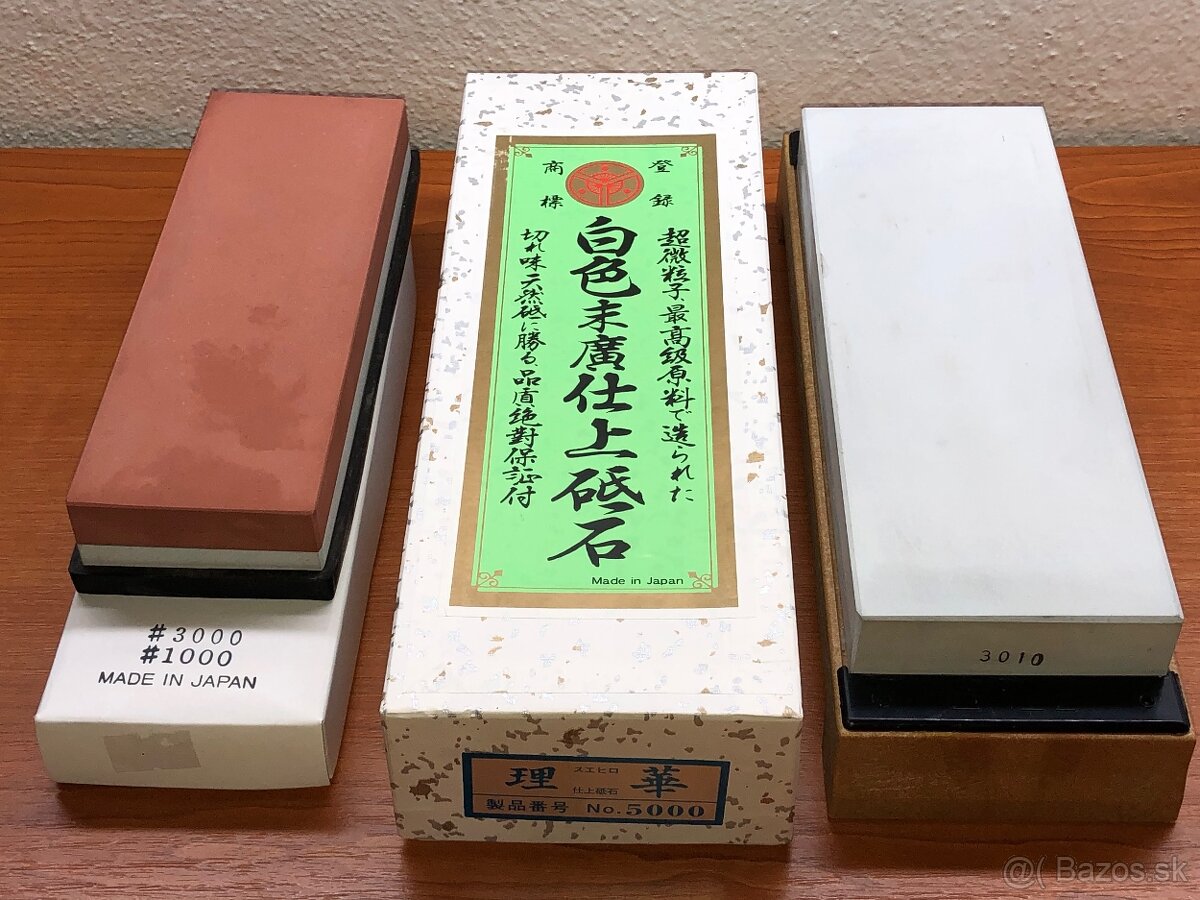 #3000
#1000
MADE IN JAPAN
登録
商標
超微粒子、最高級原料で造られた
白色末廣仕上砥石
切れ味天然砥に勝る、品質絶對保証付
Made in Japan
理華
スエヒロ
仕上砥石
製品番号 No.5000
3010
@( Bazos.sk